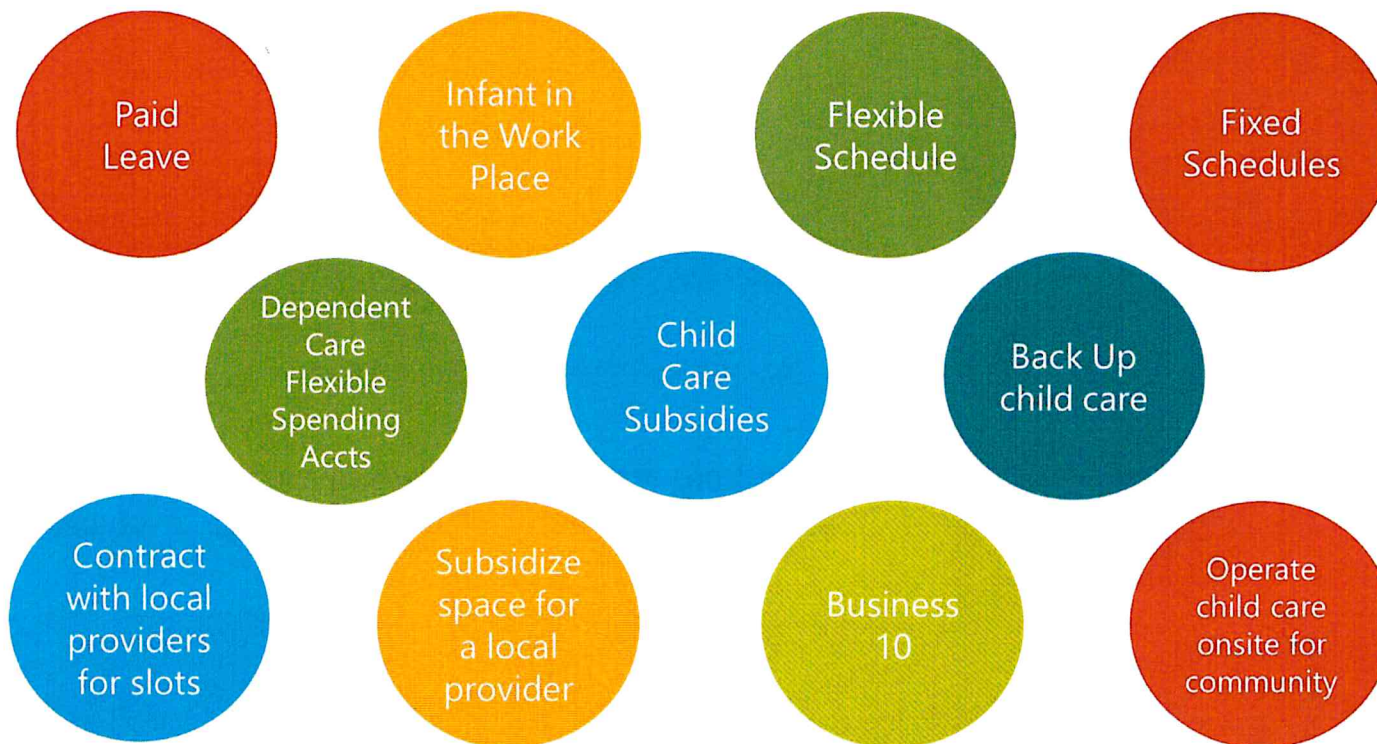 Paid
Leave
Infant in
the Work
Place
Flexible
Schedule
Fixed
Schedules
Dependent
Care
Flexible
Spending
Accts
Child
Care
Subsidies
Back Up
child care
Contract
with local
providers
for slots
Subsidize
space for
a local
provider
Business
10
Operate
child care
onsite for
community